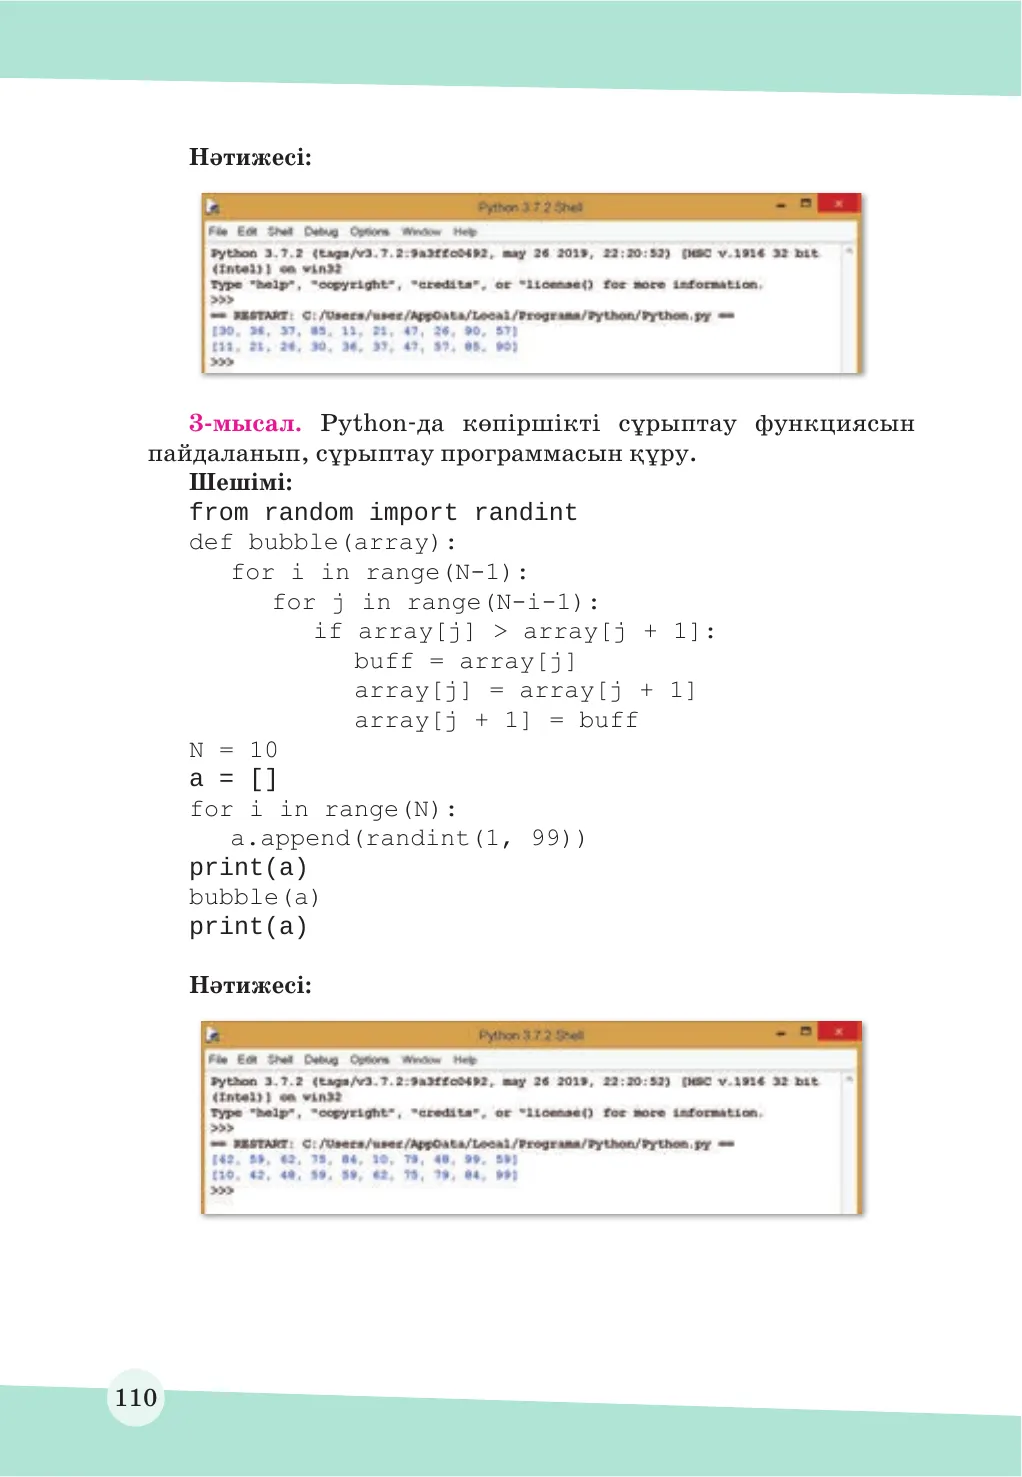 Нәтижесі:
Python 3.7.2 Shell
File Edit Shell Debug Options Window Help
Python 3.7.2 (tags/v3.7.2:9a3ffc0492, may 26 2019, 22:20:52) [MSC v.1916 32 bit
(Intel)] on win32
Type "help", "copyright", "credits", or "license() for more information.
>>>
== RESTART: C:/Users/user/AppData/Local/Programs/Python/Python.py ==
[30, 36, 37, 85, 11, 21, 47, 26, 90, 57]
[11, 21, 26, 30, 36, 37, 47, 57, 85, 90]
>>>
3-мысал. Python-да көпіршікті сұрыптау функциясын
пайдаланып, сұрыптау программасын құру.
Шешімі:
from random import randint
def bubble(array):
for i in range(N-1):
for j in range(N-i-1):
if array[j] > array[j + 1]:
buff = array[j]
array[j] = array[j + 1]
array[j + 1] = buff
N = 10
a = []
for i in range(N):
a.append(randint(1, 99))
print(a)
bubble(a)
print(a)
Нәтижесі:
Python 3.7.2 Shell
File Edit Shell Debug Options Window Help
Python 3.7.2 (tags/v3.7.2:9a3ffc0492, may 26 2019, 22:20:52) [MSC v.1916 32 bit
(Intel)] on win32
Type "help", "copyright", "credits", or "license() for more information.
>>>
== RESTART: C:/Users/user/AppData/Local/Programs/Python/Python.py ==
[42, 59, 62, 75, 84, 10, 79, 48, 99, 59]
[10, 42, 48, 59, 59, 62, 75, 79, 84, 99]
>>>
110